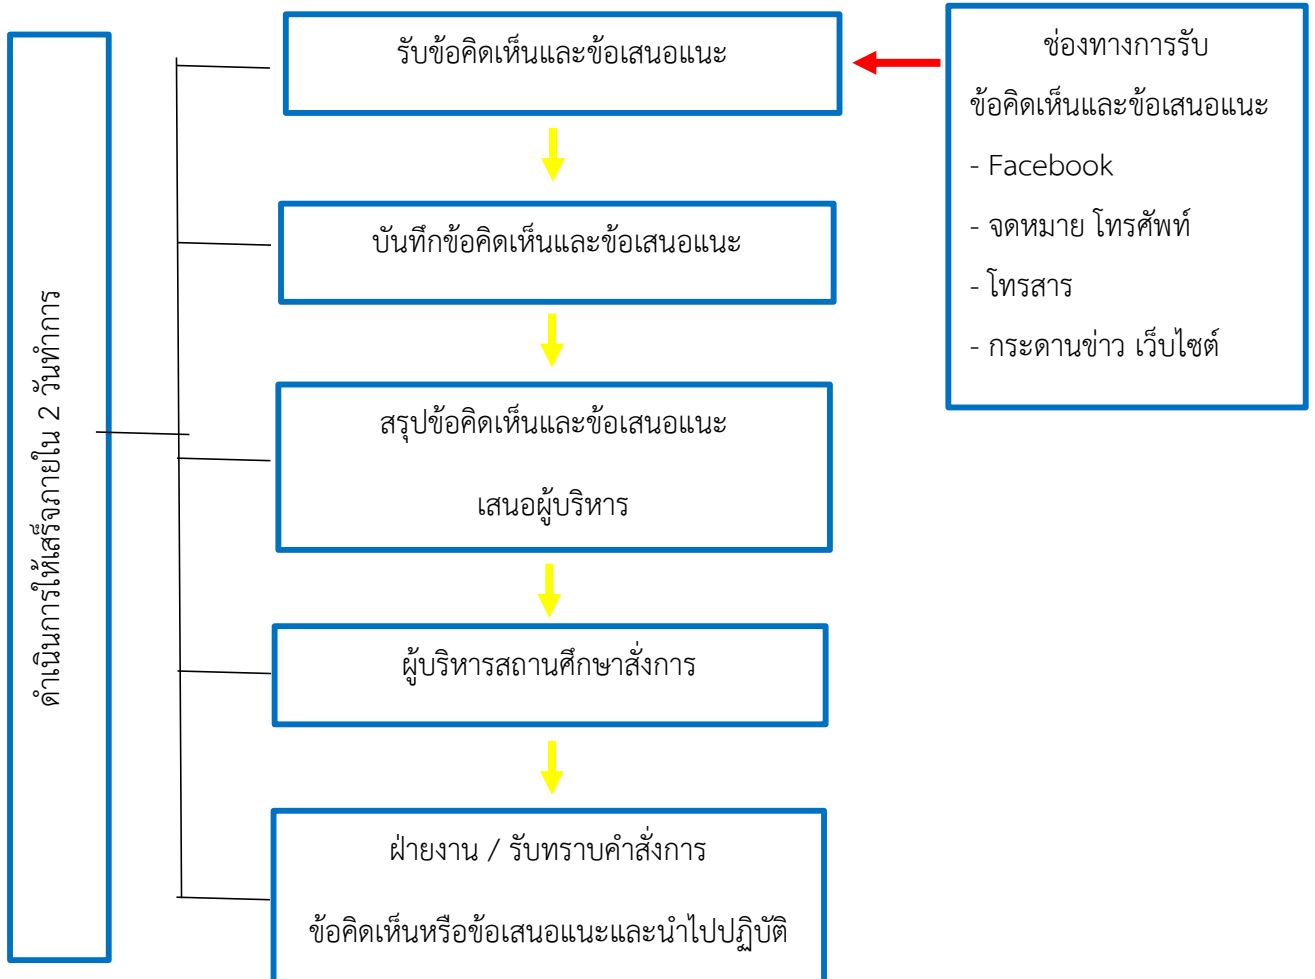 รับข้อคิดเห็นและข้อเสนอแนะ
ช่องทางการรับ
ข้อคิดเห็นและข้อเสนอแนะ
- Facebook
- จดหมาย โทรศัพท์
- โทรสาร
- กระดานข่าว เว็บไซต์
บันทึกข้อคิดเห็นและข้อเสนอแนะ
สรุปข้อคิดเห็นและข้อเสนอแนะ
เสนอผู้บริหาร
ผู้บริหารสถานศึกษาสั่งการ
ฝ่ายงาน / รับทราบคำสั่งการ
ข้อคิดเห็นหรือข้อเสนอแนะและนำไปปฏิบัติ
ดำเนินการให้เสร็จภายใน 2 วันทำการ